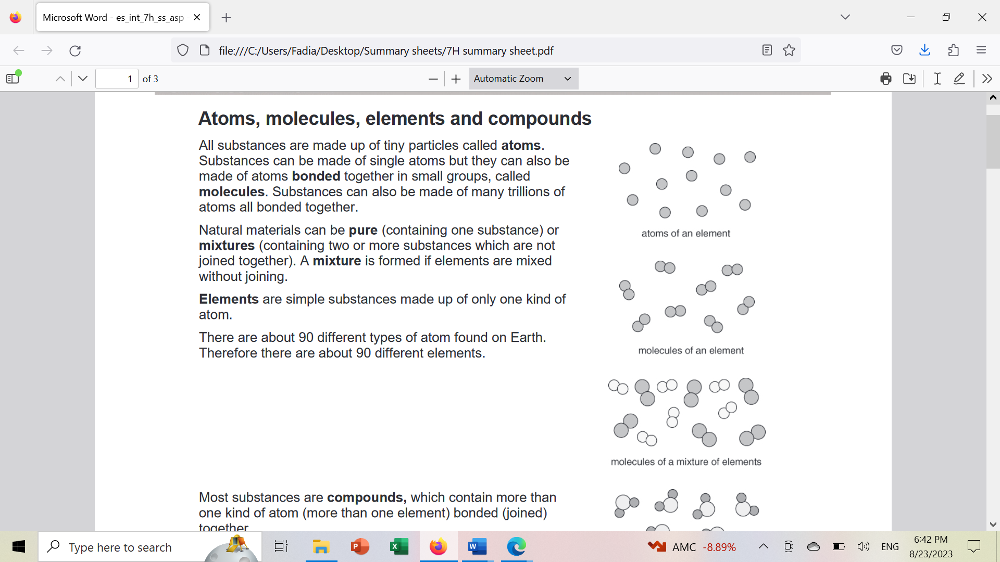 Microsoft Word - es_int_7h_ss_asp
file:///C:/Users/Fadia/Desktop/Summary sheets/7H summary sheet.pdf
1 of 3
Automatic Zoom
Atoms, molecules, elements and compounds
All substances are made up of tiny particles called atoms.
Substances can be made of single atoms but they can also be
made of atoms bonded together in small groups, called
molecules. Substances can also be made of many trillions of
atoms all bonded together.
Natural materials can be pure (containing one substance) or
mixtures (containing two or more substances which are not
joined together). A mixture is formed if elements are mixed
without joining.
Elements are simple substances made up of only one kind of
atom.
There are about 90 different types of atom found on Earth.
Therefore there are about 90 different elements.
atoms of an element
molecules of an element
molecules of a mixture of elements
Most substances are compounds, which contain more than
one kind of atom (more than one element) bonded (joined)
together
Type here to search
P
X
W
AMC -8.89%
ENG
6:42 PM
8/23/2023